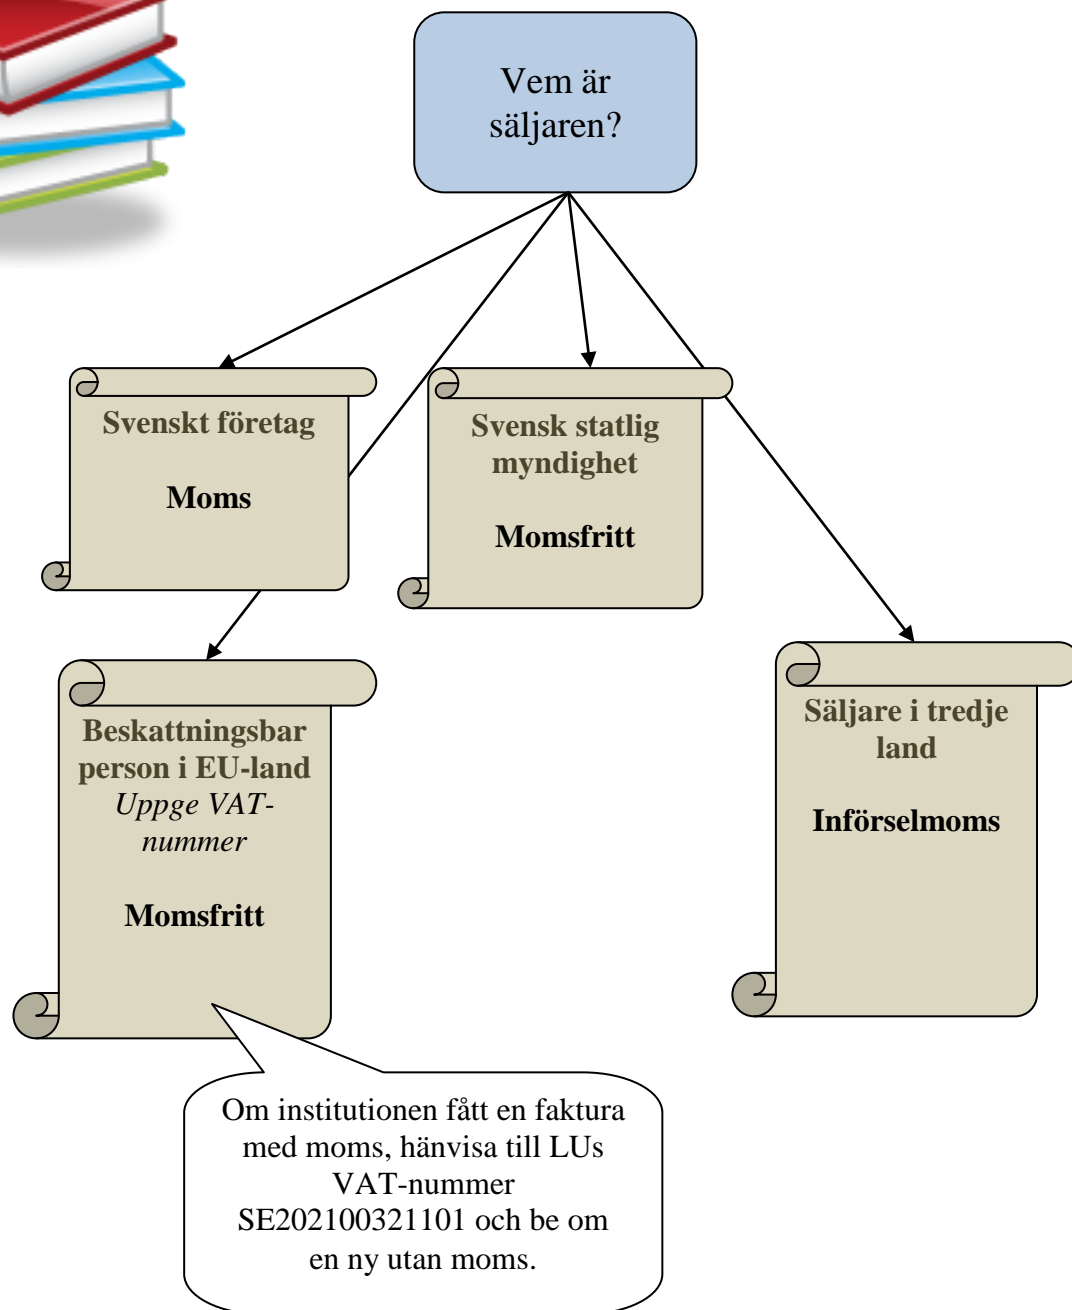 Vem är
säljaren?
Svenskt företag
Moms
Svensk statlig
myndighet
Momsfritt
Beskattningsbar
person i EU-land
Uppge VAT-
nummer
Momsfritt
Säljare i tredje
land
Införselmoms
Om institutionen fått en faktura
med moms, hänvisa till LUs
VAT-nummer
SE202100321101 och be om
en ny utan moms.